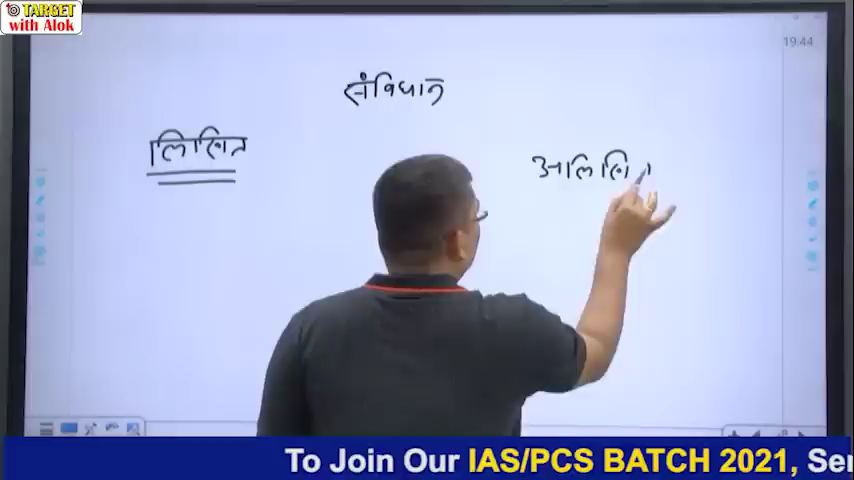 TARGET
with Alok
19:44
संविधान
लिखित
अलिखित
To Join Our IAS/PCS BATCH 2021, Se